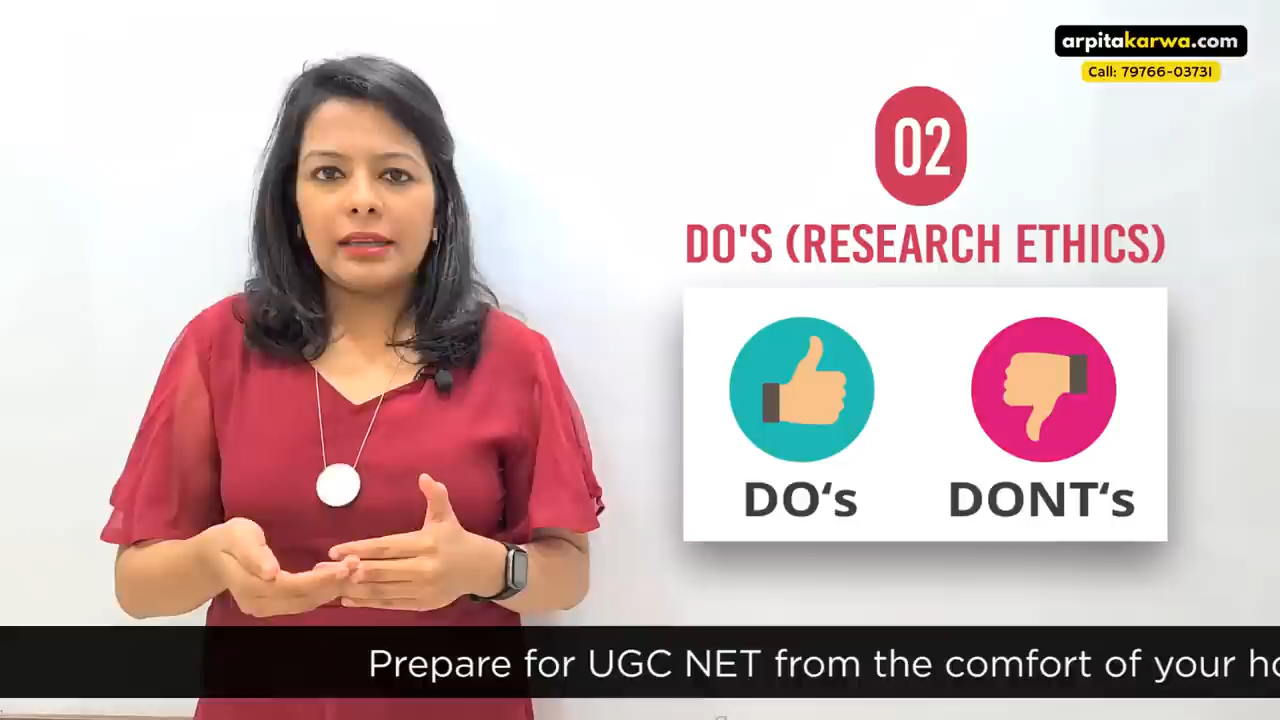 arpitakarwa.com
Call: 79766-03731
02
DO'S (RESEARCH ETHICS)
DO‘s
DONT‘s
Prepare for UGC NET from the comfort of your